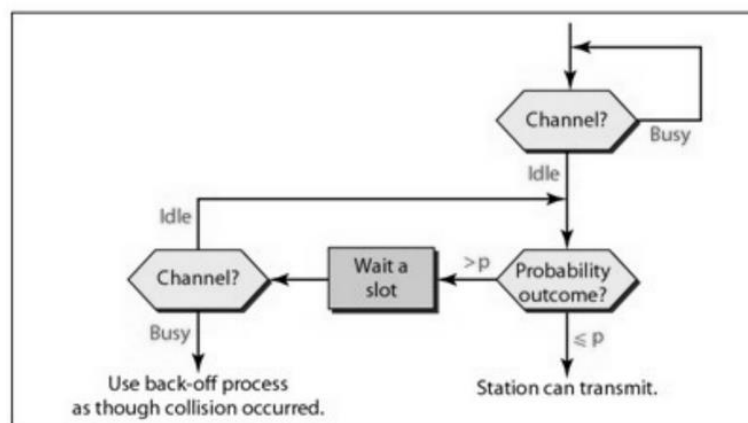 Channel?
Busy
Idle
Idle
Channel?
Wait a
slot
>p
Probability
outcome?
Busy
≤ p
Use back-off process
as though collision occurred.
Station can transmit.